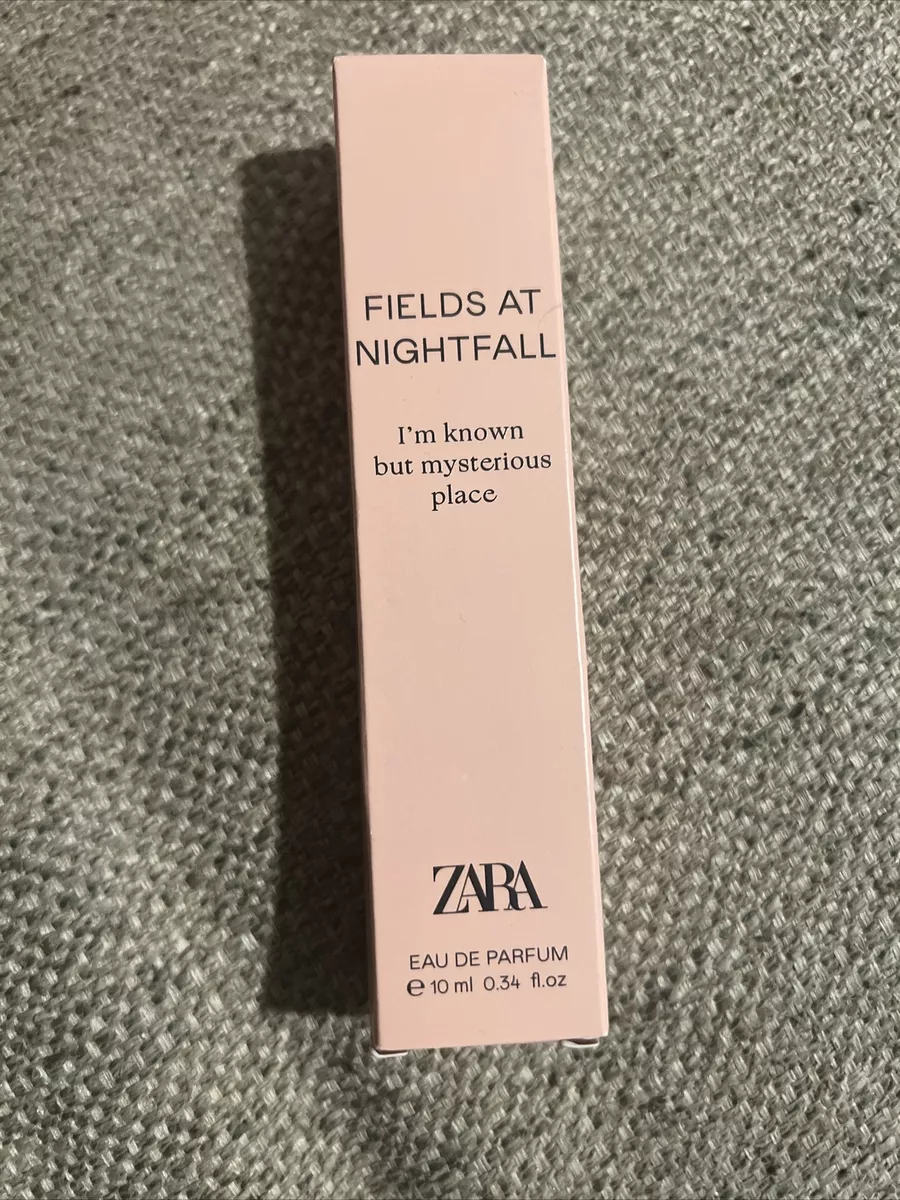 FIELDS AT
NIGHTFALL
I'm known
but mysterious
place
ZARA
EAU DE PARFUM
℮ 10 ml 0.34 fl.oz